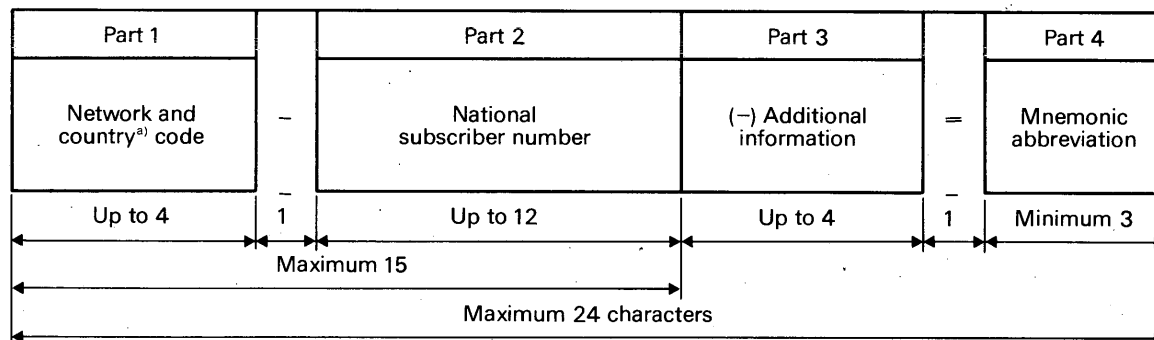 Part 1 Part 2 Part 3 Part 4
Network and country a) code
–
National subscriber number
(–) Additional information
=
Mnemonic abbreviation
Up to 4 1 Up to 12 Up to 4 1 Minimum 3
Maximum 15
Maximum 24 characters